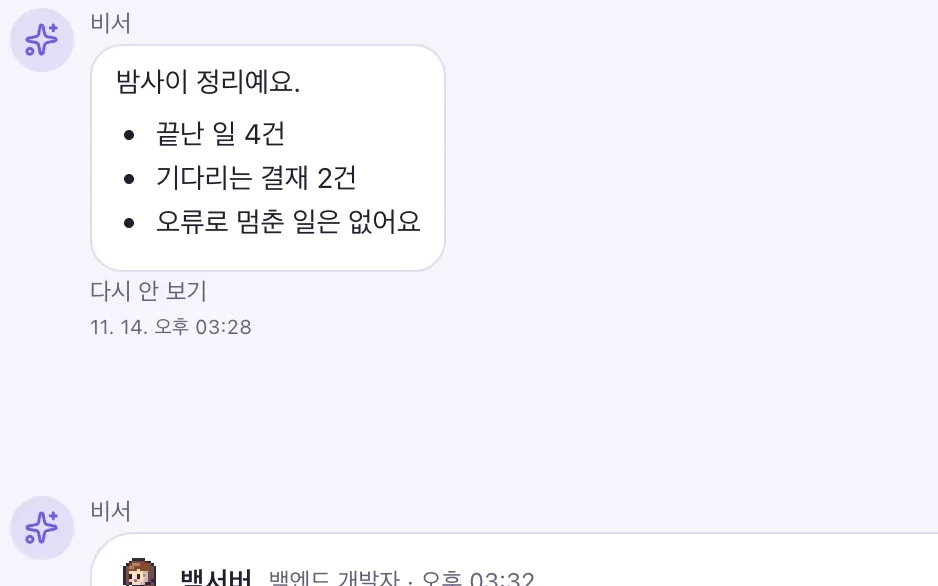 비서
밤사이 정리예요.
• 끝난 일 4건
• 기다리는 결재 2건
• 오류로 멈춘 일은 없어요
다시 안 보기
11. 14. 오후 03:28
비서
백서버 백엔드 개발자 · 오후 03:32